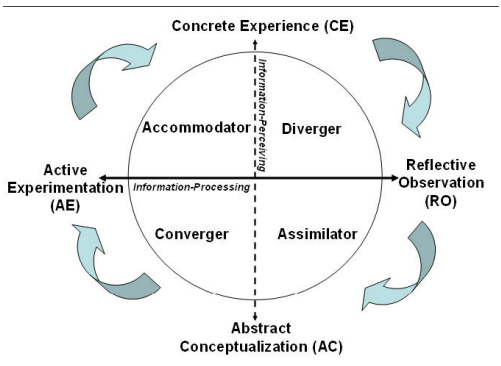 Concrete Experience (CE)
Information-Perceiving
Accommodator
Diverger
Active
Experimentation
(AE)
Information-Processing
Reflective
Observation
(RO)
Converger
Assimilator
Abstract
Conceptualization (AC)